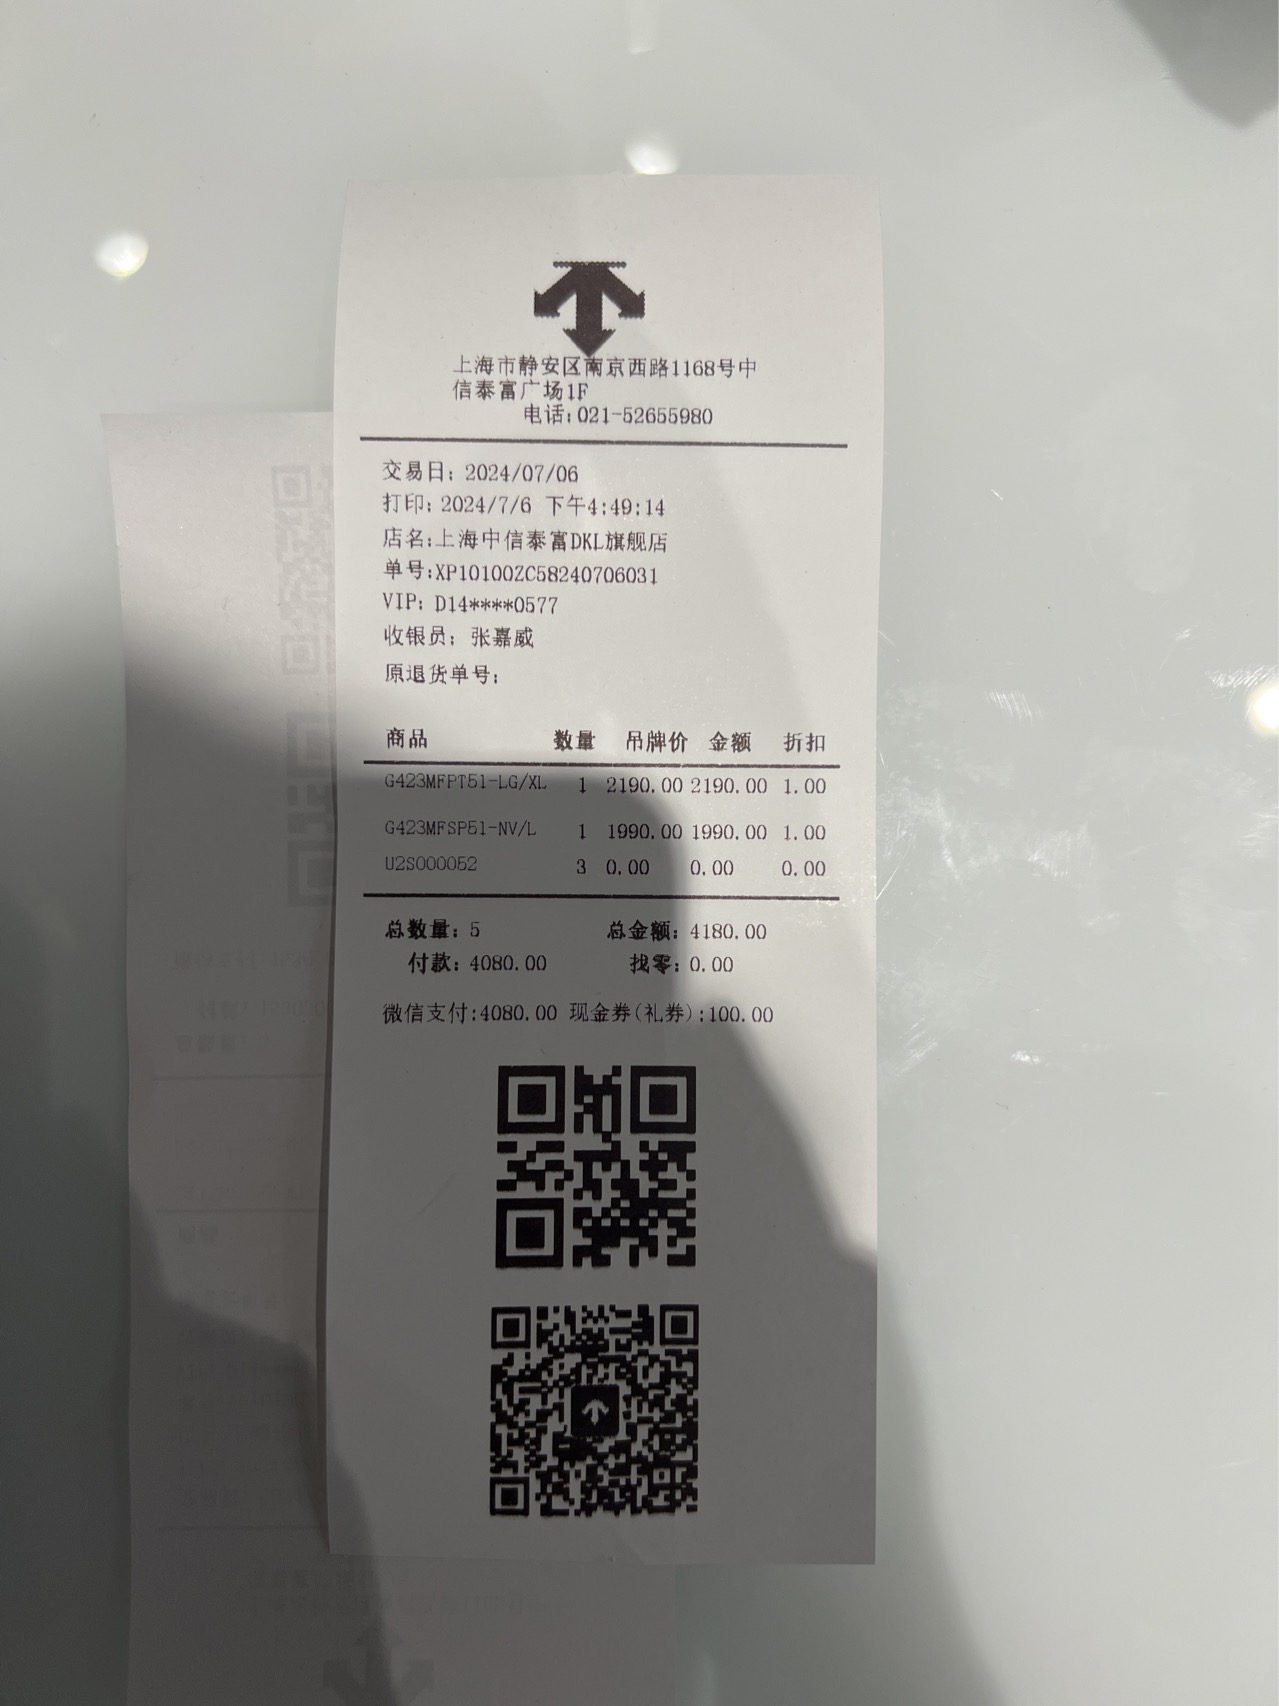 上海市静安区南京西路1168号中
信泰富广场1F
电话:021-52655980
交易日: 2024/07/06
打印: 2024/7/6 下午4:49:14
店名:上海中信泰富DKL旗舰店
单号:XP10100ZC58240706031
VIP: D14****0577
收银员: 张嘉威
原退货单号:
商品 数量 吊牌价 金额 折扣
G423MFPT51-LG/XL 1 2190.00 2190.00 1.00
G423MFSP51-NV/L 1 1990.00 1990.00 1.00
U2S000052 3 0.00 0.00 0.00
总数量: 5 总金额: 4180.00
付款: 4080.00 找零: 0.00
微信支付:4080.00 现金券(礼券):100.00